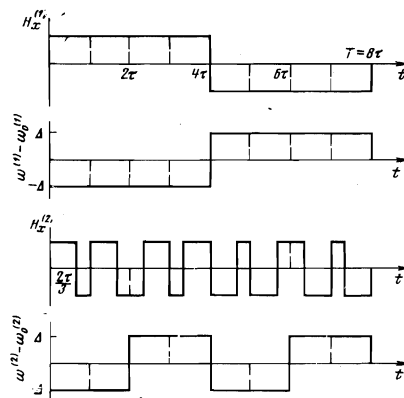 H_x^(1)
2τ 4τ 6τ T = 8τ t
ω^(1) − ω_0^(1)
Δ
−Δ
t
H_x^(2)
2τ/3
t
ω^(2) − ω_0^(2)
Δ
Δ
t